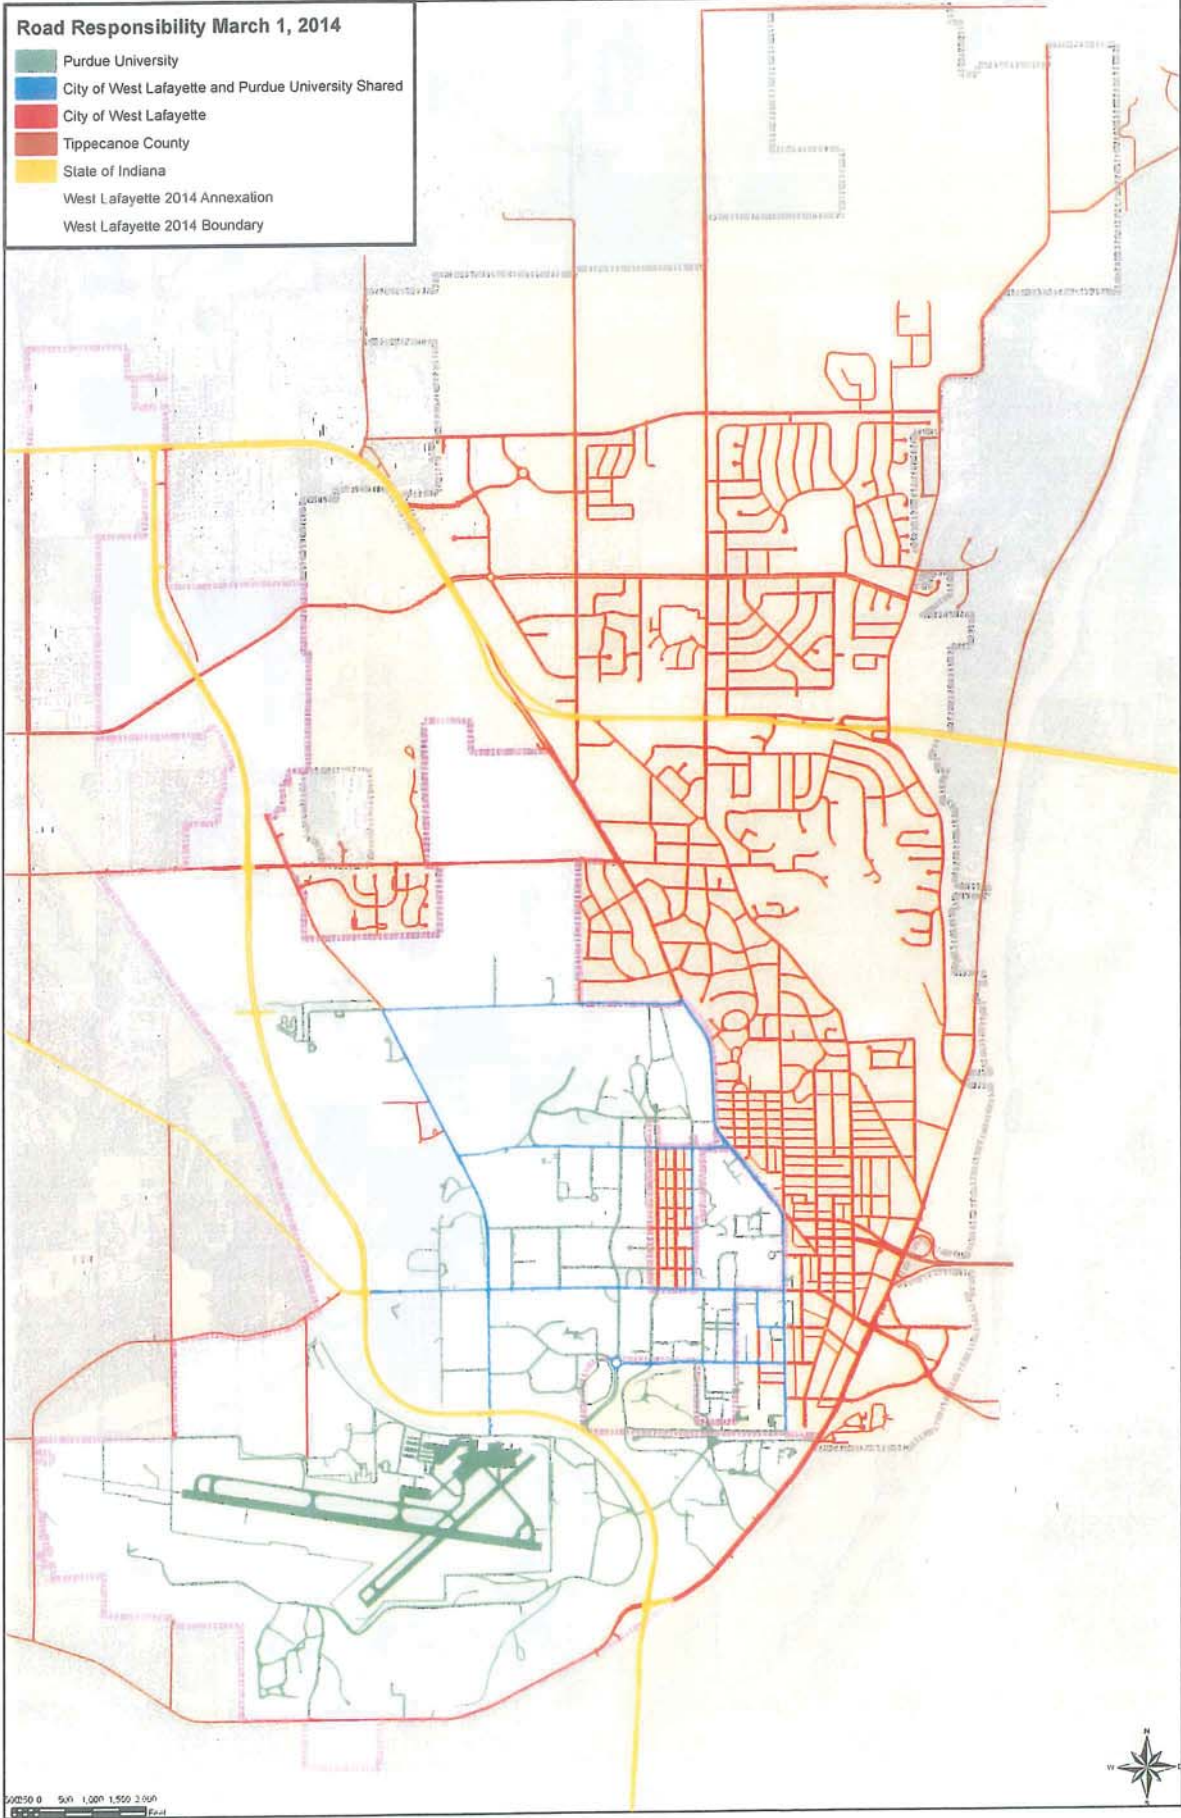 Road Responsibility March 1, 2014
Purdue University
City of West Lafayette and Purdue University Shared
City of West Lafayette
Tippecanoe County
State of Indiana
West Lafayette 2014 Annexation
West Lafayette 2014 Boundary
N
W
500 1,000 1,500 2,000
Feet